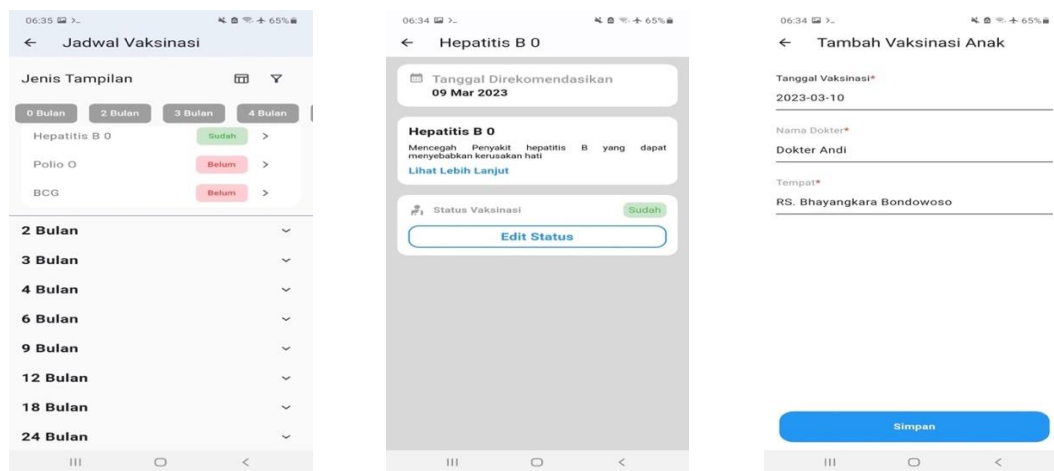 06:35 65%
Jadwal Vaksinasi
Jenis Tampilan
0 Bulan 2 Bulan 3 Bulan 4 Bulan
Hepatitis B 0 Sudah
Polio O Belum
BCG Belum
2 Bulan
3 Bulan
4 Bulan
6 Bulan
9 Bulan
12 Bulan
18 Bulan
24 Bulan
06:34 65%
Hepatitis B 0
Tanggal Direkomendasikan
09 Mar 2023
Hepatitis B 0
Mencegah Penyakit hepatitis B yang dapat
menyebabkan kerusakan hati
Lihat Lebih Lanjut
Status Vaksinasi Sudah
Edit Status
06:34 65%
Tambah Vaksinasi Anak
Tanggal Vaksinasi*
2023-03-10
Nama Dokter*
Dokter Andi
Tempat*
RS. Bhayangkara Bondowoso
Simpan